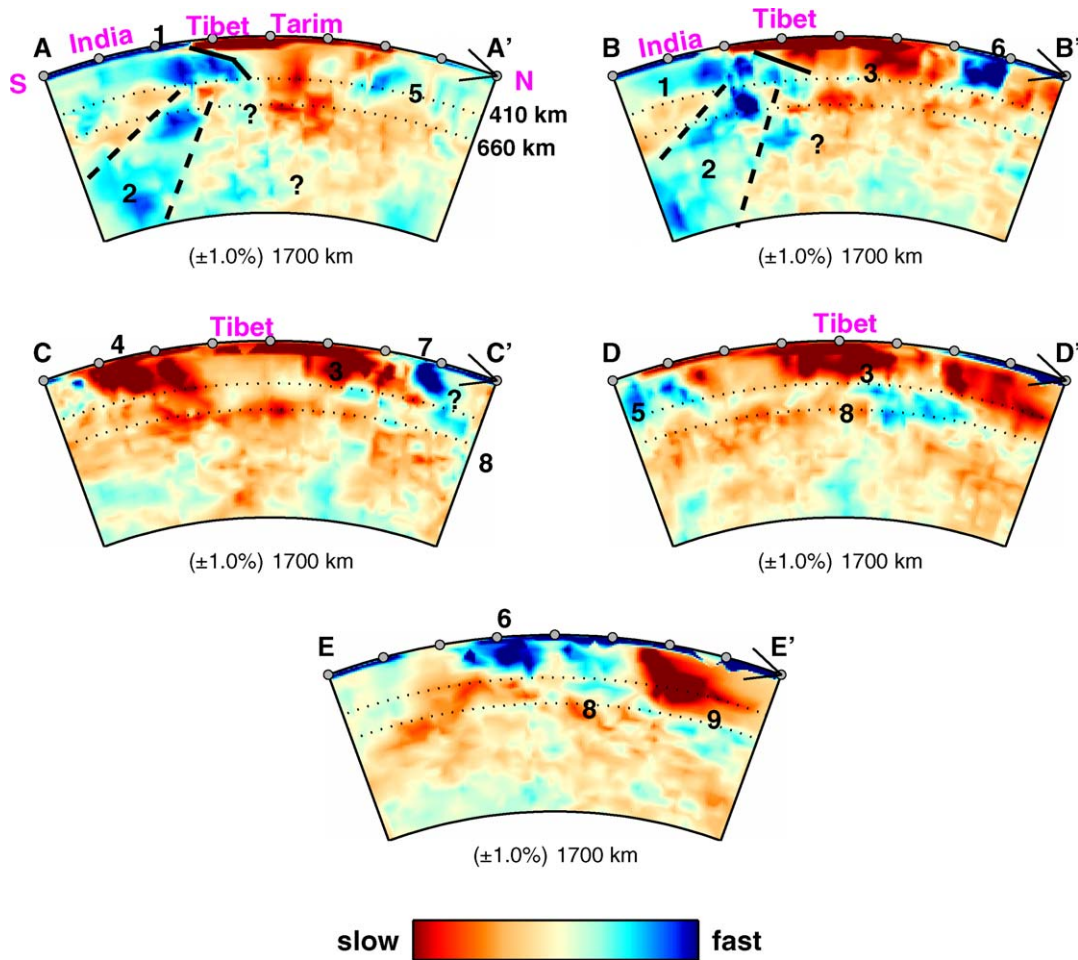 A India 1 Tibet Tarim A'
S N
5
410 km
?
660 km
2 ?
(±1.0%) 1700 km
Tibet
B India 6 B'
1 3
2 ?
(±1.0%) 1700 km
Tibet
C 4 7 C'
3
?
8
(±1.0%) 1700 km
Tibet
D D'
3
5 8
(±1.0%) 1700 km
6
E E'
8 9
(±1.0%) 1700 km
slow fast